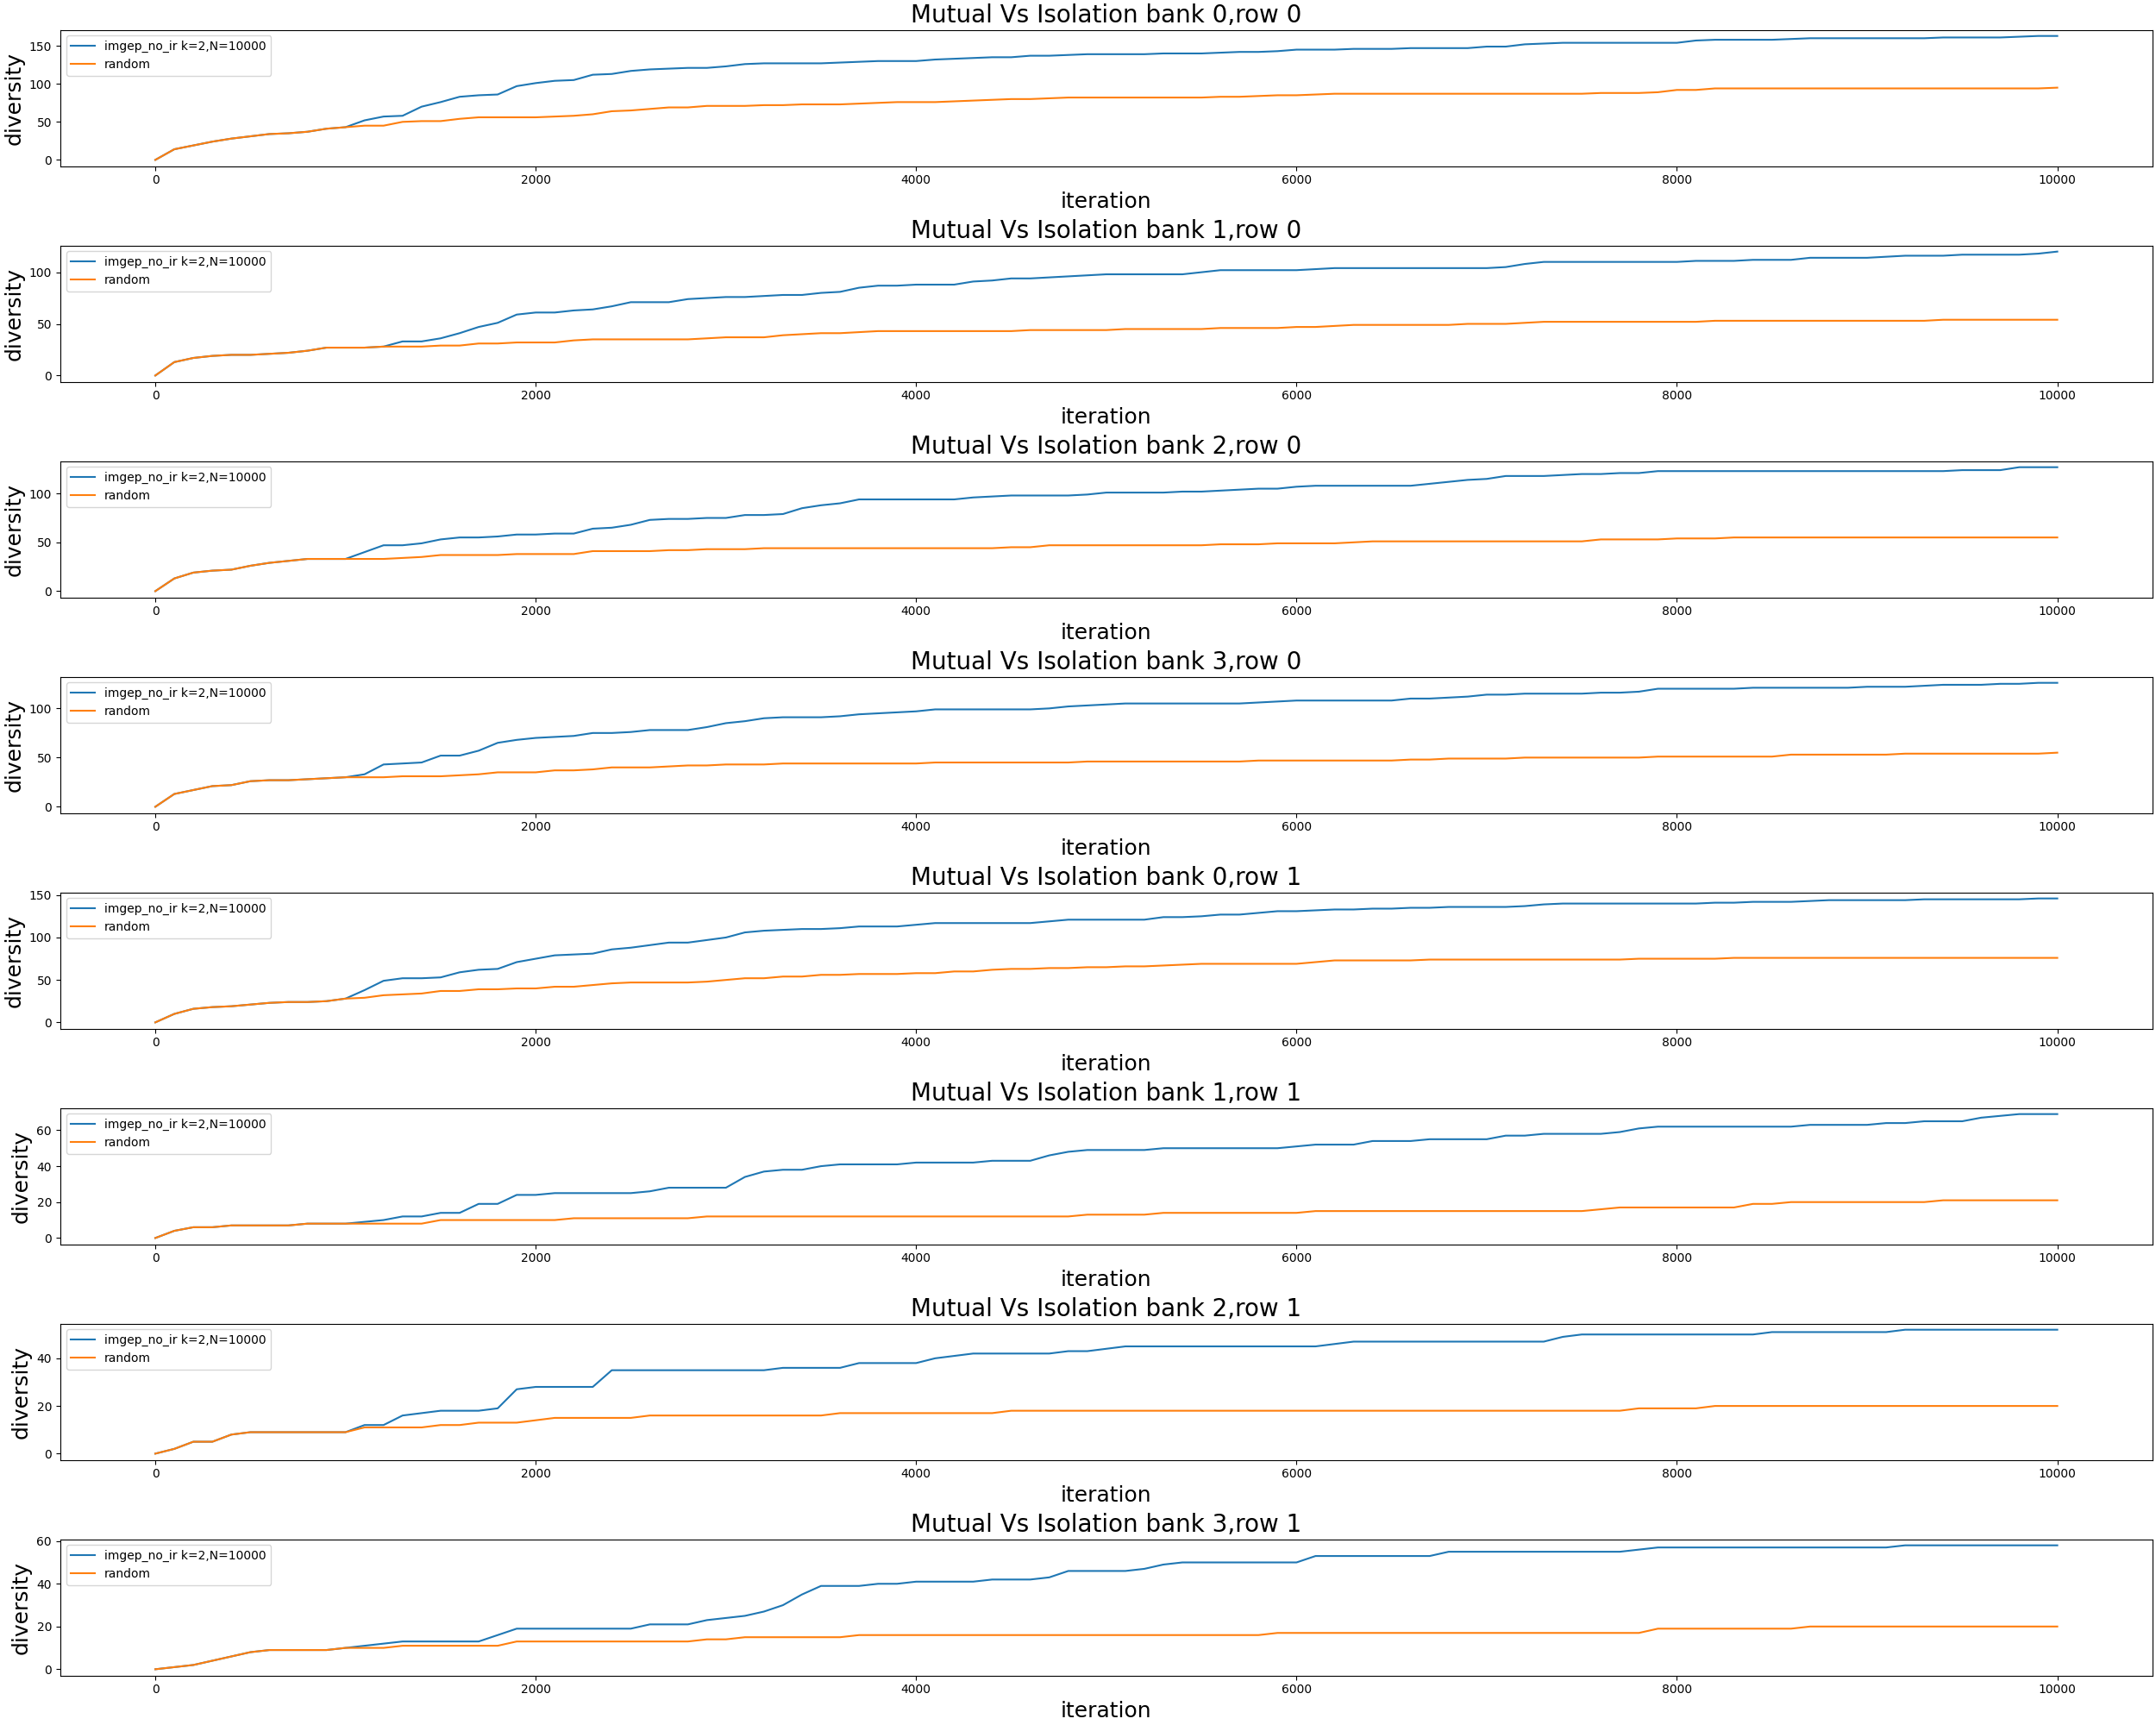 Mutual Vs Isolation bank 0,row 0
imgep_no_ir k=2,N=10000
random
diversity
150
100
50
0
0 2000 4000 6000 8000 10000
iteration
Mutual Vs Isolation bank 1,row 0
imgep_no_ir k=2,N=10000
random
diversity
100
50
0
0 2000 4000 6000 8000 10000
iteration
Mutual Vs Isolation bank 2,row 0
imgep_no_ir k=2,N=10000
random
diversity
100
50
0
0 2000 4000 6000 8000 10000
iteration
Mutual Vs Isolation bank 3,row 0
imgep_no_ir k=2,N=10000
random
diversity
100
50
0
0 2000 4000 6000 8000 10000
iteration
Mutual Vs Isolation bank 0,row 1
imgep_no_ir k=2,N=10000
random
diversity
150
100
50
0
0 2000 4000 6000 8000 10000
iteration
Mutual Vs Isolation bank 1,row 1
imgep_no_ir k=2,N=10000
random
diversity
60
40
20
0
0 2000 4000 6000 8000 10000
iteration
Mutual Vs Isolation bank 2,row 1
imgep_no_ir k=2,N=10000
random
diversity
40
20
0
0 2000 4000 6000 8000 10000
iteration
Mutual Vs Isolation bank 3,row 1
imgep_no_ir k=2,N=10000
random
diversity
60
40
20
0
0 2000 4000 6000 8000 10000
iteration